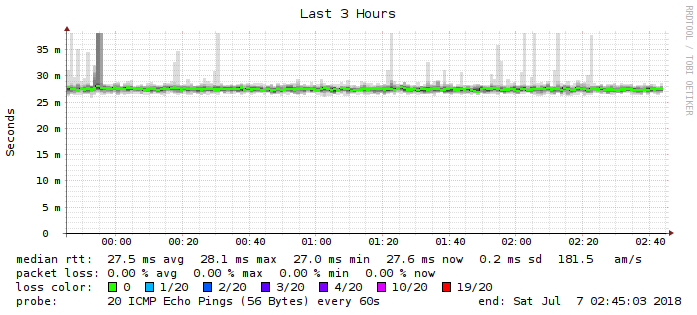 Last 3 Hours
RRDTOOL / TOBI OETIKER
Seconds
35 m
30 m
25 m
20 m
15 m
10 m
5 m
0
00:00 00:20 00:40 01:00 01:20 01:40 02:00 02:20 02:40
median rtt: 27.5 ms avg 28.1 ms max 27.0 ms min 27.6 ms now 0.2 ms sd 181.5 am/s
packet loss: 0.00 % avg 0.00 % max 0.00 % min 0.00 % now
loss color: 0 1/20 2/20 3/20 4/20 10/20 19/20
probe: 20 ICMP Echo Pings (56 Bytes) every 60s end: Sat Jul 7 02:45:03 2018